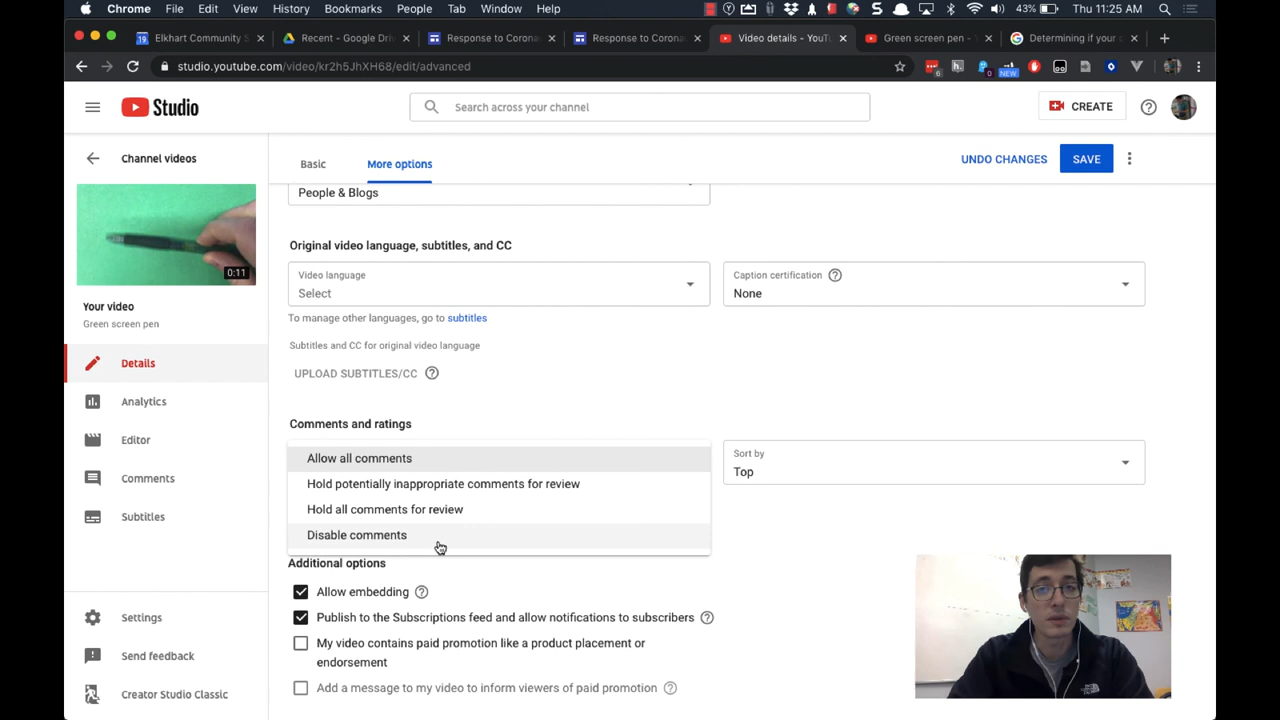 Chrome File Edit View History Bookmarks People Tab Window Help 43% Thu 11:25 AM
19 Elkhart Community S
Recent - Google Driv
Response to Corona
Response to Corona
Video details - YouTu
Green screen pen - Y
Determining if your c
studio.youtube.com/video/kr2h5JhXH68/edit/advanced
6 0 NEW
Studio
Search across your channel
CREATE
Channel videos
Basic More options
UNDO CHANGES SAVE
0:11
Your video
Green screen pen
Details
Analytics
Editor
Comments
Subtitles
Settings
Send feedback
Creator Studio Classic
People & Blogs
Original video language, subtitles, and CC
Video language
Select
Caption certification
None
To manage other languages, go to subtitles
Subtitles and CC for original video language
UPLOAD SUBTITLES/CC
Comments and ratings
Allow all comments
Hold potentially inappropriate comments for review
Hold all comments for review
Disable comments
Sort by
Top
Additional options
Allow embedding
Publish to the Subscriptions feed and allow notifications to subscribers
My video contains paid promotion like a product placement or
endorsement
Add a message to my video to inform viewers of paid promotion